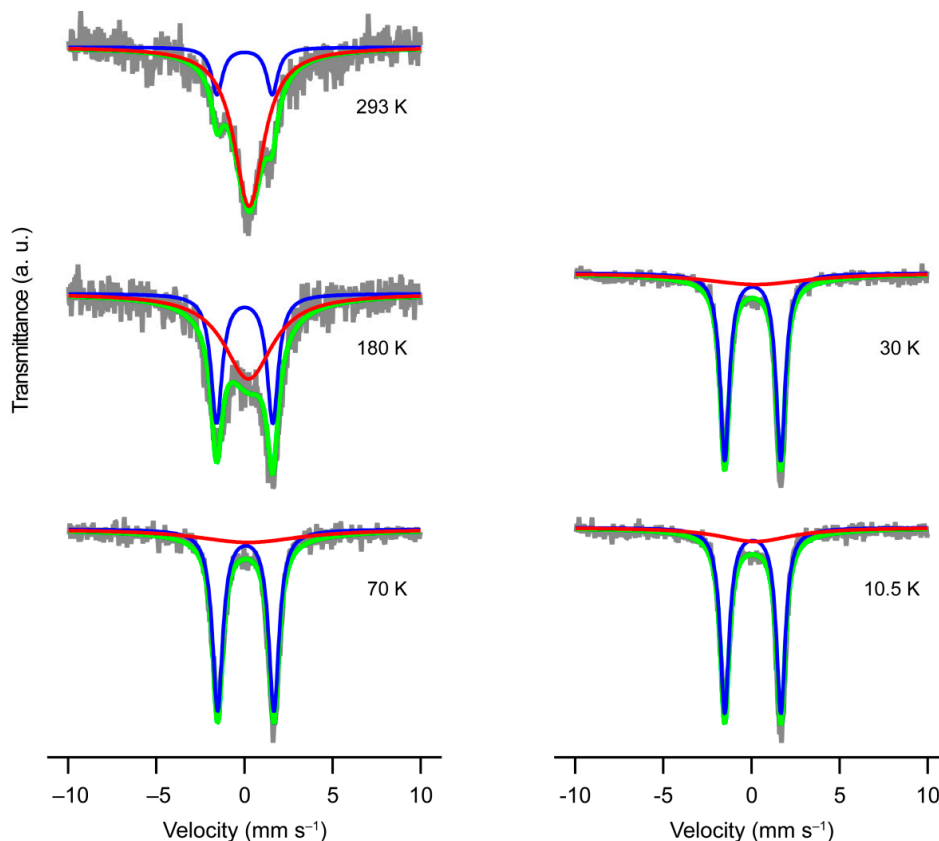 Transmittance (a. u.)
293 K
180 K
30 K
70 K
10.5 K
–10 –5 0 5 10
-10 -5 0 5 10
Velocity (mm s⁻¹)
Velocity (mm s⁻¹)